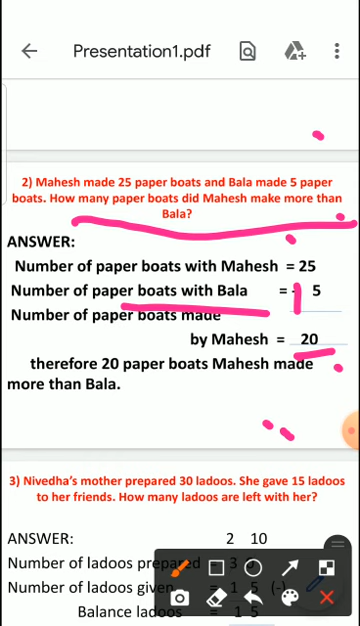 Presentation1.pdf
2) Mahesh made 25 paper boats and Bala made 5 paper
boats. How many paper boats did Mahesh make more than
Bala?
ANSWER:
Number of paper boats with Mahesh = 25
Number of paper boats with Bala = 5
Number of paper boats made
by Mahesh = 20
therefore 20 paper boats Mahesh made
more than Bala.
3) Nivedha's mother prepared 30 ladoos. She gave 15 ladoos
to her friends. How many ladoos are left with her?
ANSWER: 2 10
Number of ladoos prepared = 3
Number of ladoos given = 1 5 (-)
Balance ladoos = 1 5